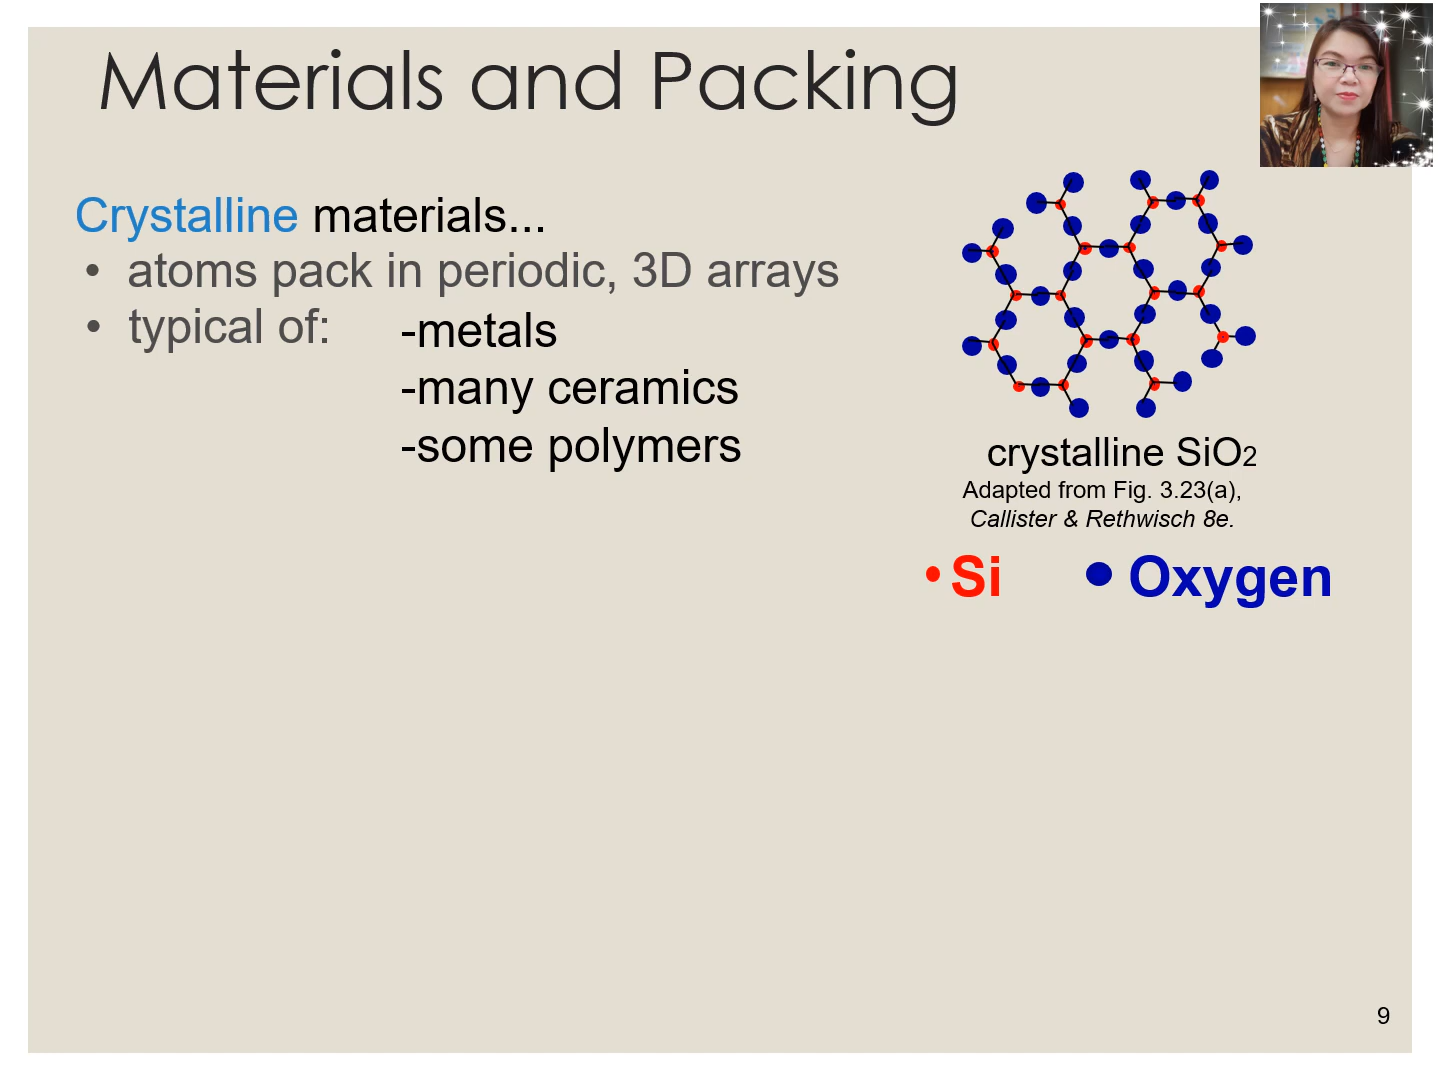 Materials and Packing
Crystalline materials...
• atoms pack in periodic, 3D arrays
• typical of:
-metals
-many ceramics
-some polymers
crystalline SiO2
Adapted from Fig. 3.23(a),
Callister & Rethwisch 8e.
•Si
Oxygen
9